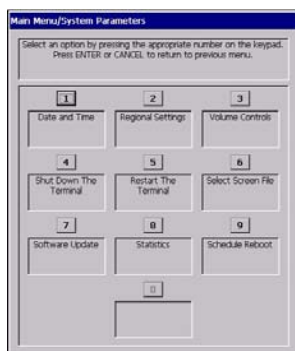 Main Menu/System Parameters
Select an option by pressing the appropriate number on the keypad.
Press ENTER or CANCEL to return to
previous menu.
1 2 3
Date and Time Regional Settings Volume Controls
4 5 6
Shut Down The Restart The Select Screen File
Terminal Terminal
7 8 9
Software Update Statistics Schedule Reboot
0